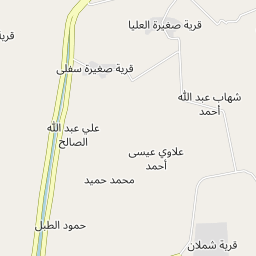 قرية صغيرة العليا
قرية
قرية صغيرة سفلى
شهاب عبد الله
أحمد
علي عبد الله
الصالح
علاوي عيسى
أحمد
محمد حميد
حمود الطبل
قرية شملان